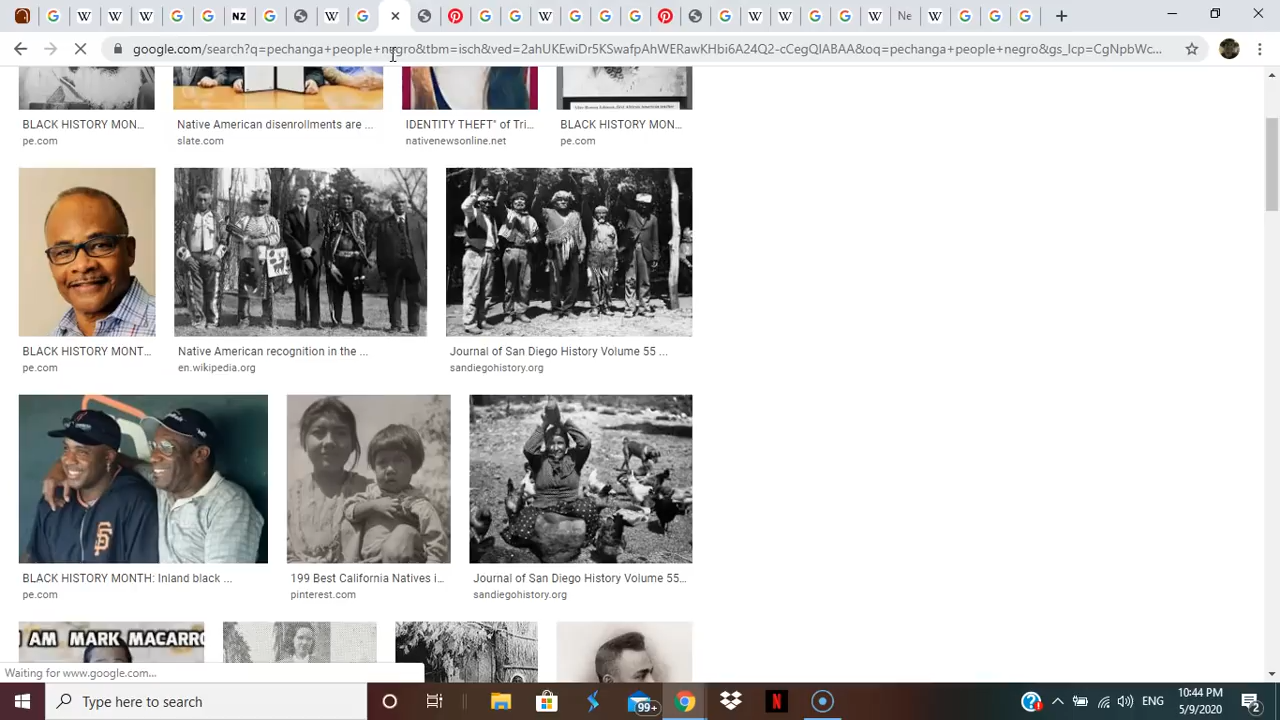 NZ
Ne
google.com/search?q=pechanga+people+negro&tbm=isch&ved=2ahUKEwiDr5KSwafpAhWERawKHbi6A24Q2-cCegQIABAA&oq=pechanga+people+negro&gs_lcp=CgNpbWc...
BLACK HISTORY MON...
pe.com
Native American disenrollments are ...
slate.com
IDENTITY THEFT" of Tri...
nativenewsonline.net
BLACK HISTORY MON...
pe.com
BLACK HISTORY MONT...
pe.com
Native American recognition in the ...
en.wikipedia.org
Journal of San Diego History Volume 55 ...
sandiegohistory.org
BLACK HISTORY MONTH: Inland black ...
pe.com
199 Best California Natives i...
pinterest.com
Journal of San Diego History Volume 55...
sandiegohistory.org
I AM MARK MACARRO
Waiting for www.google.com...
Type here to search
99+
N
ENG
10:44 PM
5/9/2020
2